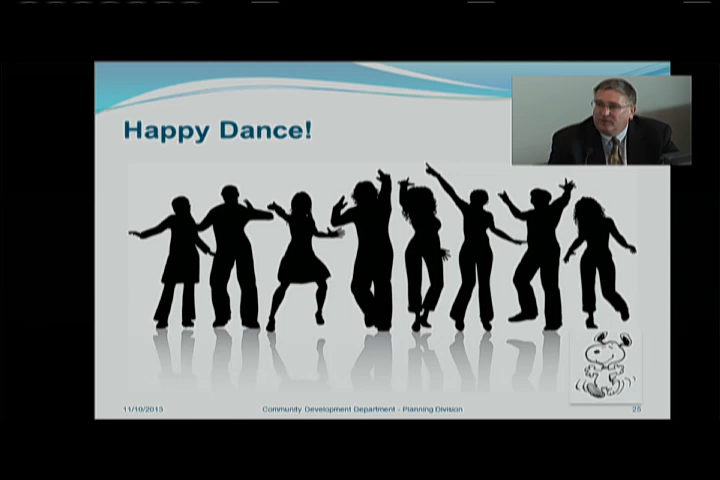 Happy Dance!
11/10/2013 Community Development Department - Planning Division 25